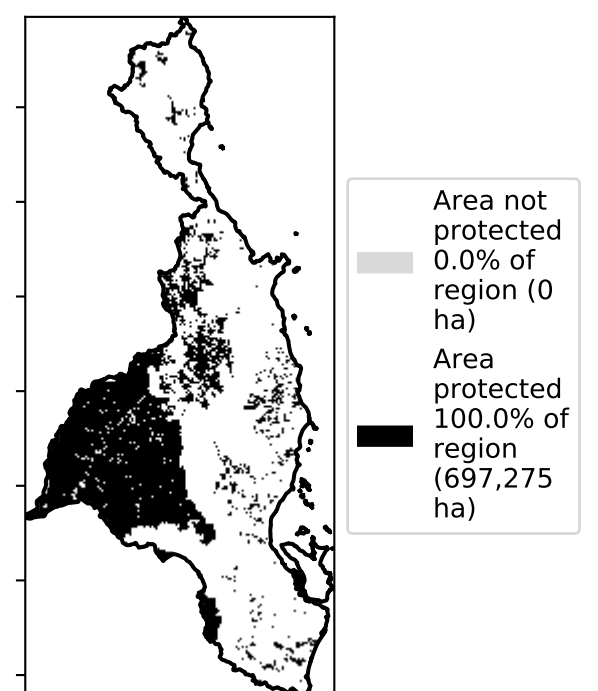 Area not
protected
0.0% of
region (0
ha)
Area
protected
100.0% of
region
(697,275
ha)